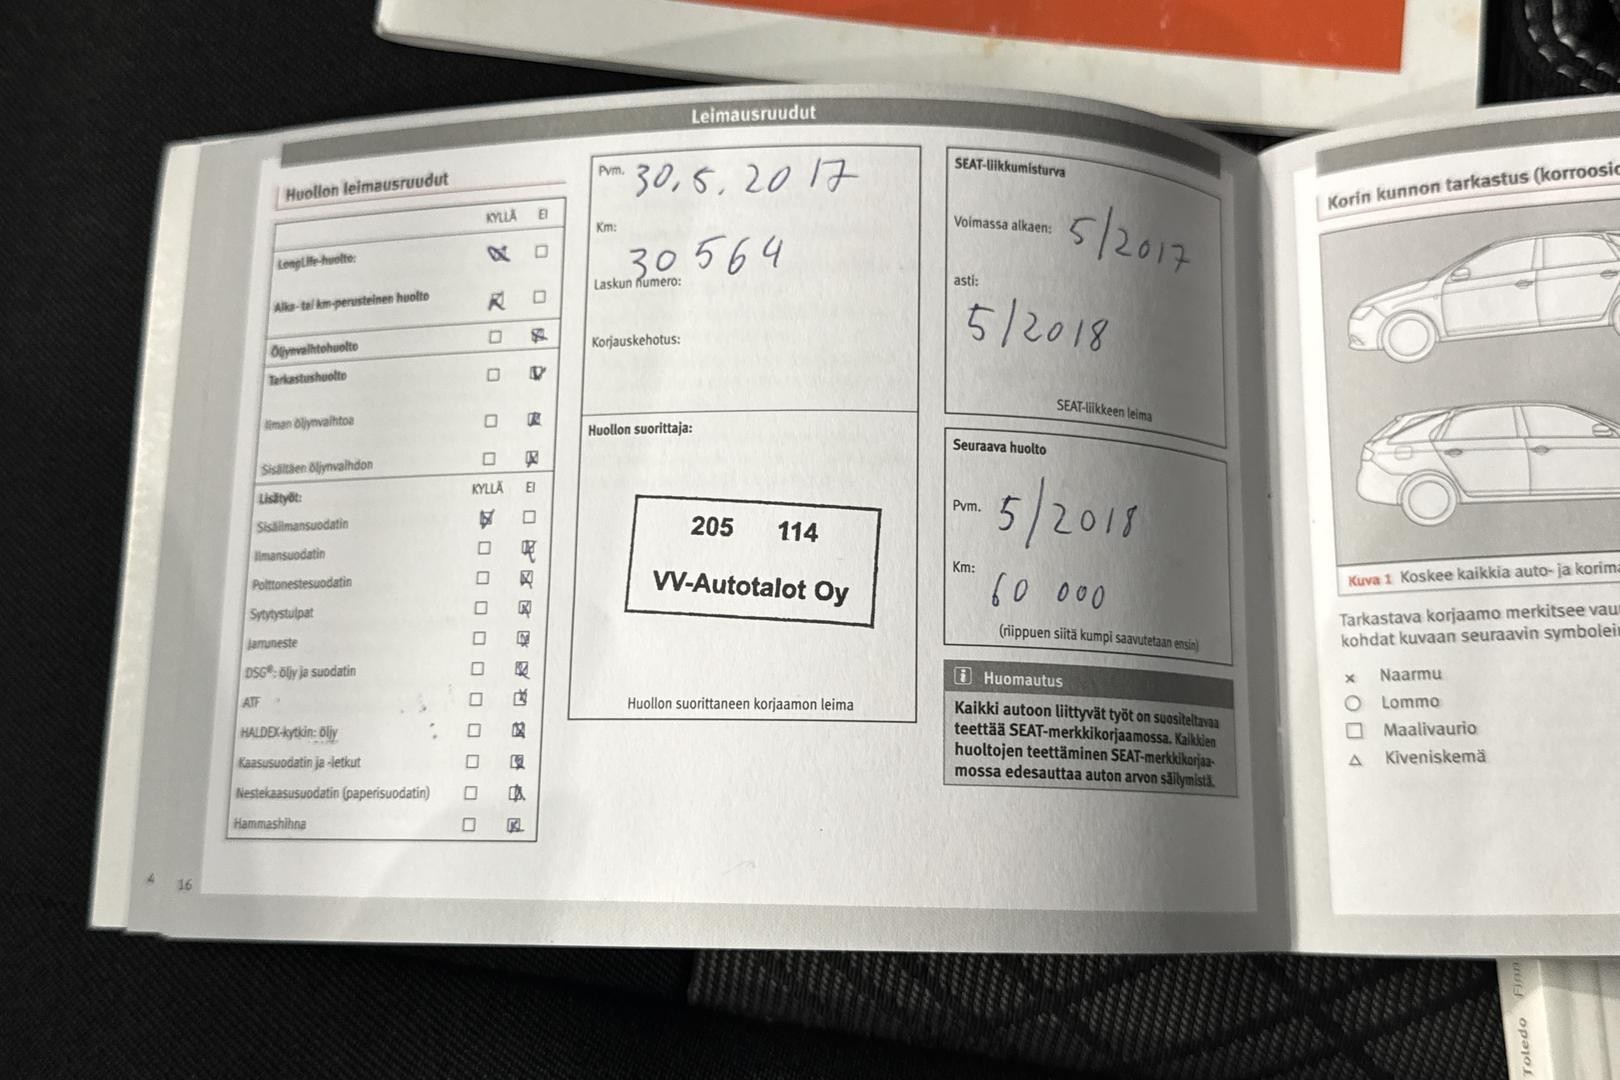 Leimausruudut
Huollon leimausruudut
KYLLÄ EI
LongLife-huolto:
Aika- tai km-perusteinen huolto
Öljynvaihtohuolto
Tarkastushuolto
Ilman öljynvaihtoa
Sisältäen öljynvaihdon
Lisätyöt: KYLLÄ EI
Sisäilmansuodatin
Ilmansuodatin
Polttonestesuodatin
Sytytystulpat
Jarruneste
DSG®: öljy ja suodatin
ATF
HALDEX-kytkin: öljy
Kaasusuodatin ja -letkut
Nestekaasusuodatin (paperisuodatin)
Hammashihna
4 16
Pvm. 30.5.2017
Km:
30 564
Laskun numero:
Korjauskehotus:
Huollon suorittaja:
205 114
VV-Autotalot Oy
Huollon suorittaneen korjaamon leima
SEAT-liikkumisturva
Voimassa alkaen: 5/2017
asti:
5/2018
SEAT-liikkeen leima
Seuraava huolto
Pvm. 5/2018
Km:
60 000
(riippuen siitä kumpi saavutetaan ensin)
i Huomautus
Kaikki autoon liittyvät työt on suositeltavaa
teettää SEAT-merkkikorjaamossa. Kaikkien
huoltojen teettäminen SEAT-merkkikorjaa-
mossa edesauttaa auton arvon säilymistä.
Korin kunnon tarkastus
Kuva 1 Koskee kaikkia auto- ja
Tarkastava korjaamo merkitsee
kohdat kuvaan seuraavin
Naarmu
Lommo
Maalivaurio
Kiveniskemä
Toledo